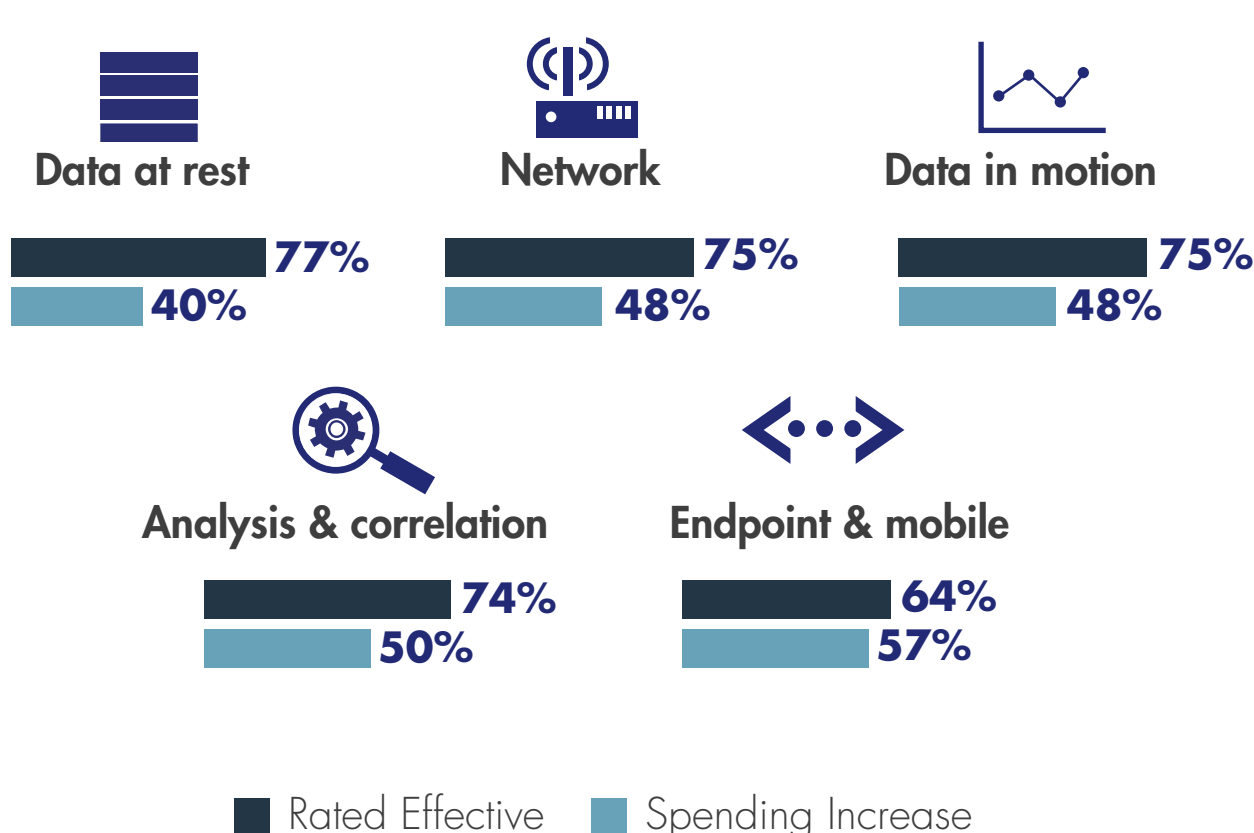 Data at rest
Network
Data in motion
77%
40%
75%
48%
75%
48%
Analysis & correlation
Endpoint & mobile
74%
50%
64%
57%
Rated Effective
Spending Increase